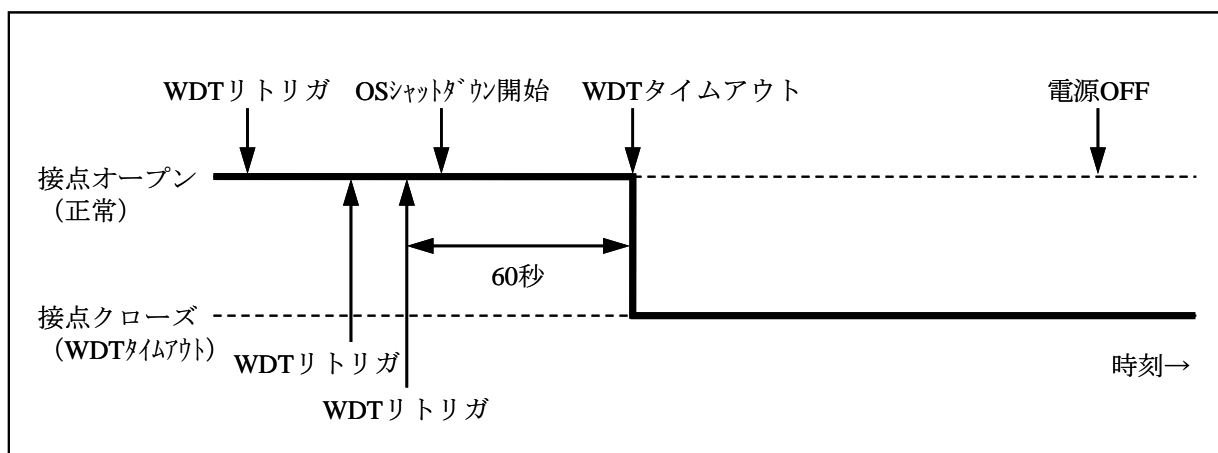 WDTリトリガ
OSｼｬｯﾄﾀﾞｳﾝ開始
WDTタイムアウト
電源OFF
接点オープン
（正常）
60秒
接点クローズ
（WDTﾀｲﾑｱｳﾄ）
WDTリトリガ
時刻→
WDTリトリガ